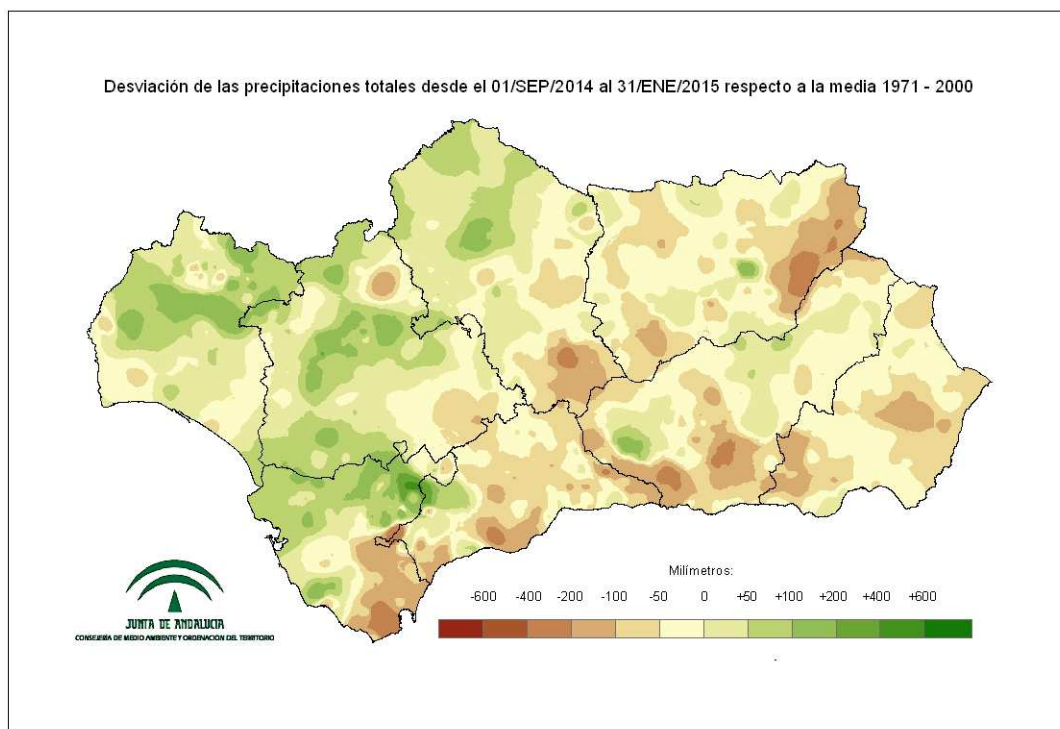 Desviación de las precipitaciones totales desde el 01/SEP/2014 al 31/ENE/2015 respecto a la media 1971 - 2000
Milímetros:
-600 -400 -200 -100 -50 0 +50 +100 +200 +400 +600
JUNTA DE ANDALUCIA
CONSEJERÍA DE MEDIO AMBIENTE Y ORDENACIÓN DEL TERRITORIO